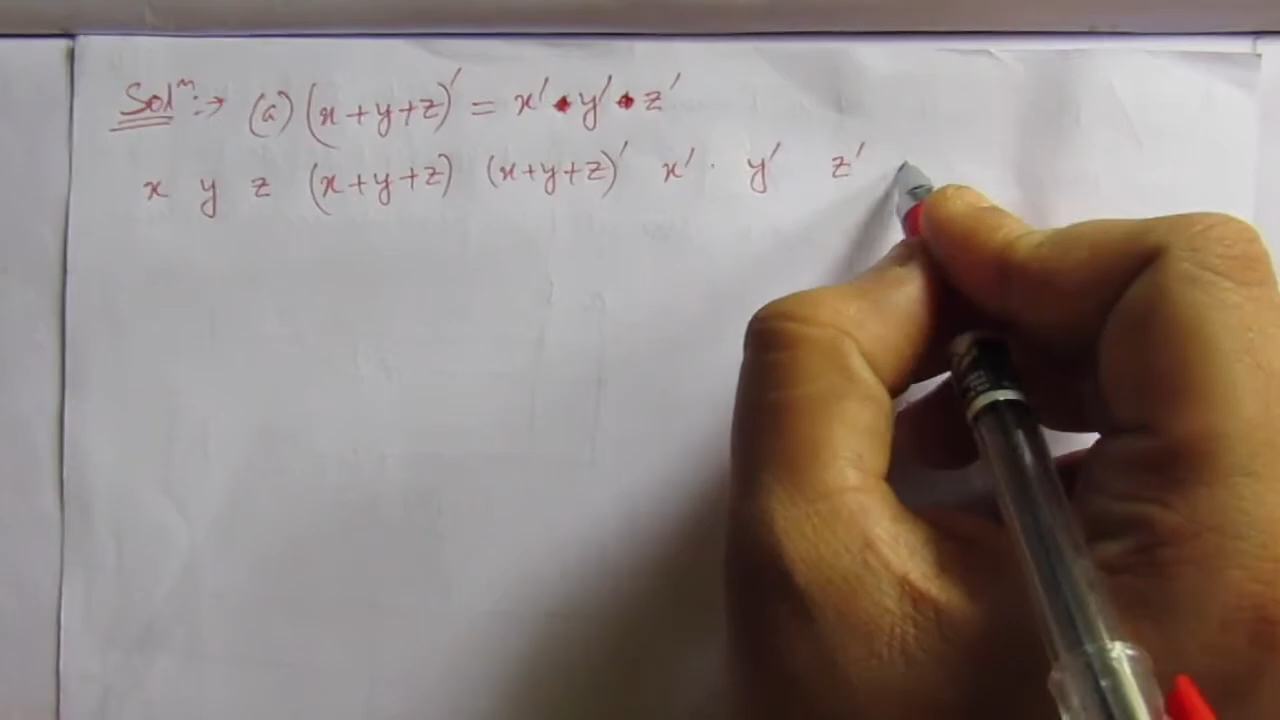 Solⁿ :→ (a) (x+y+z)′ = x′ • y′ • z′
x y z (x+y+z) (x+y+z)′ x′ · y′ z′